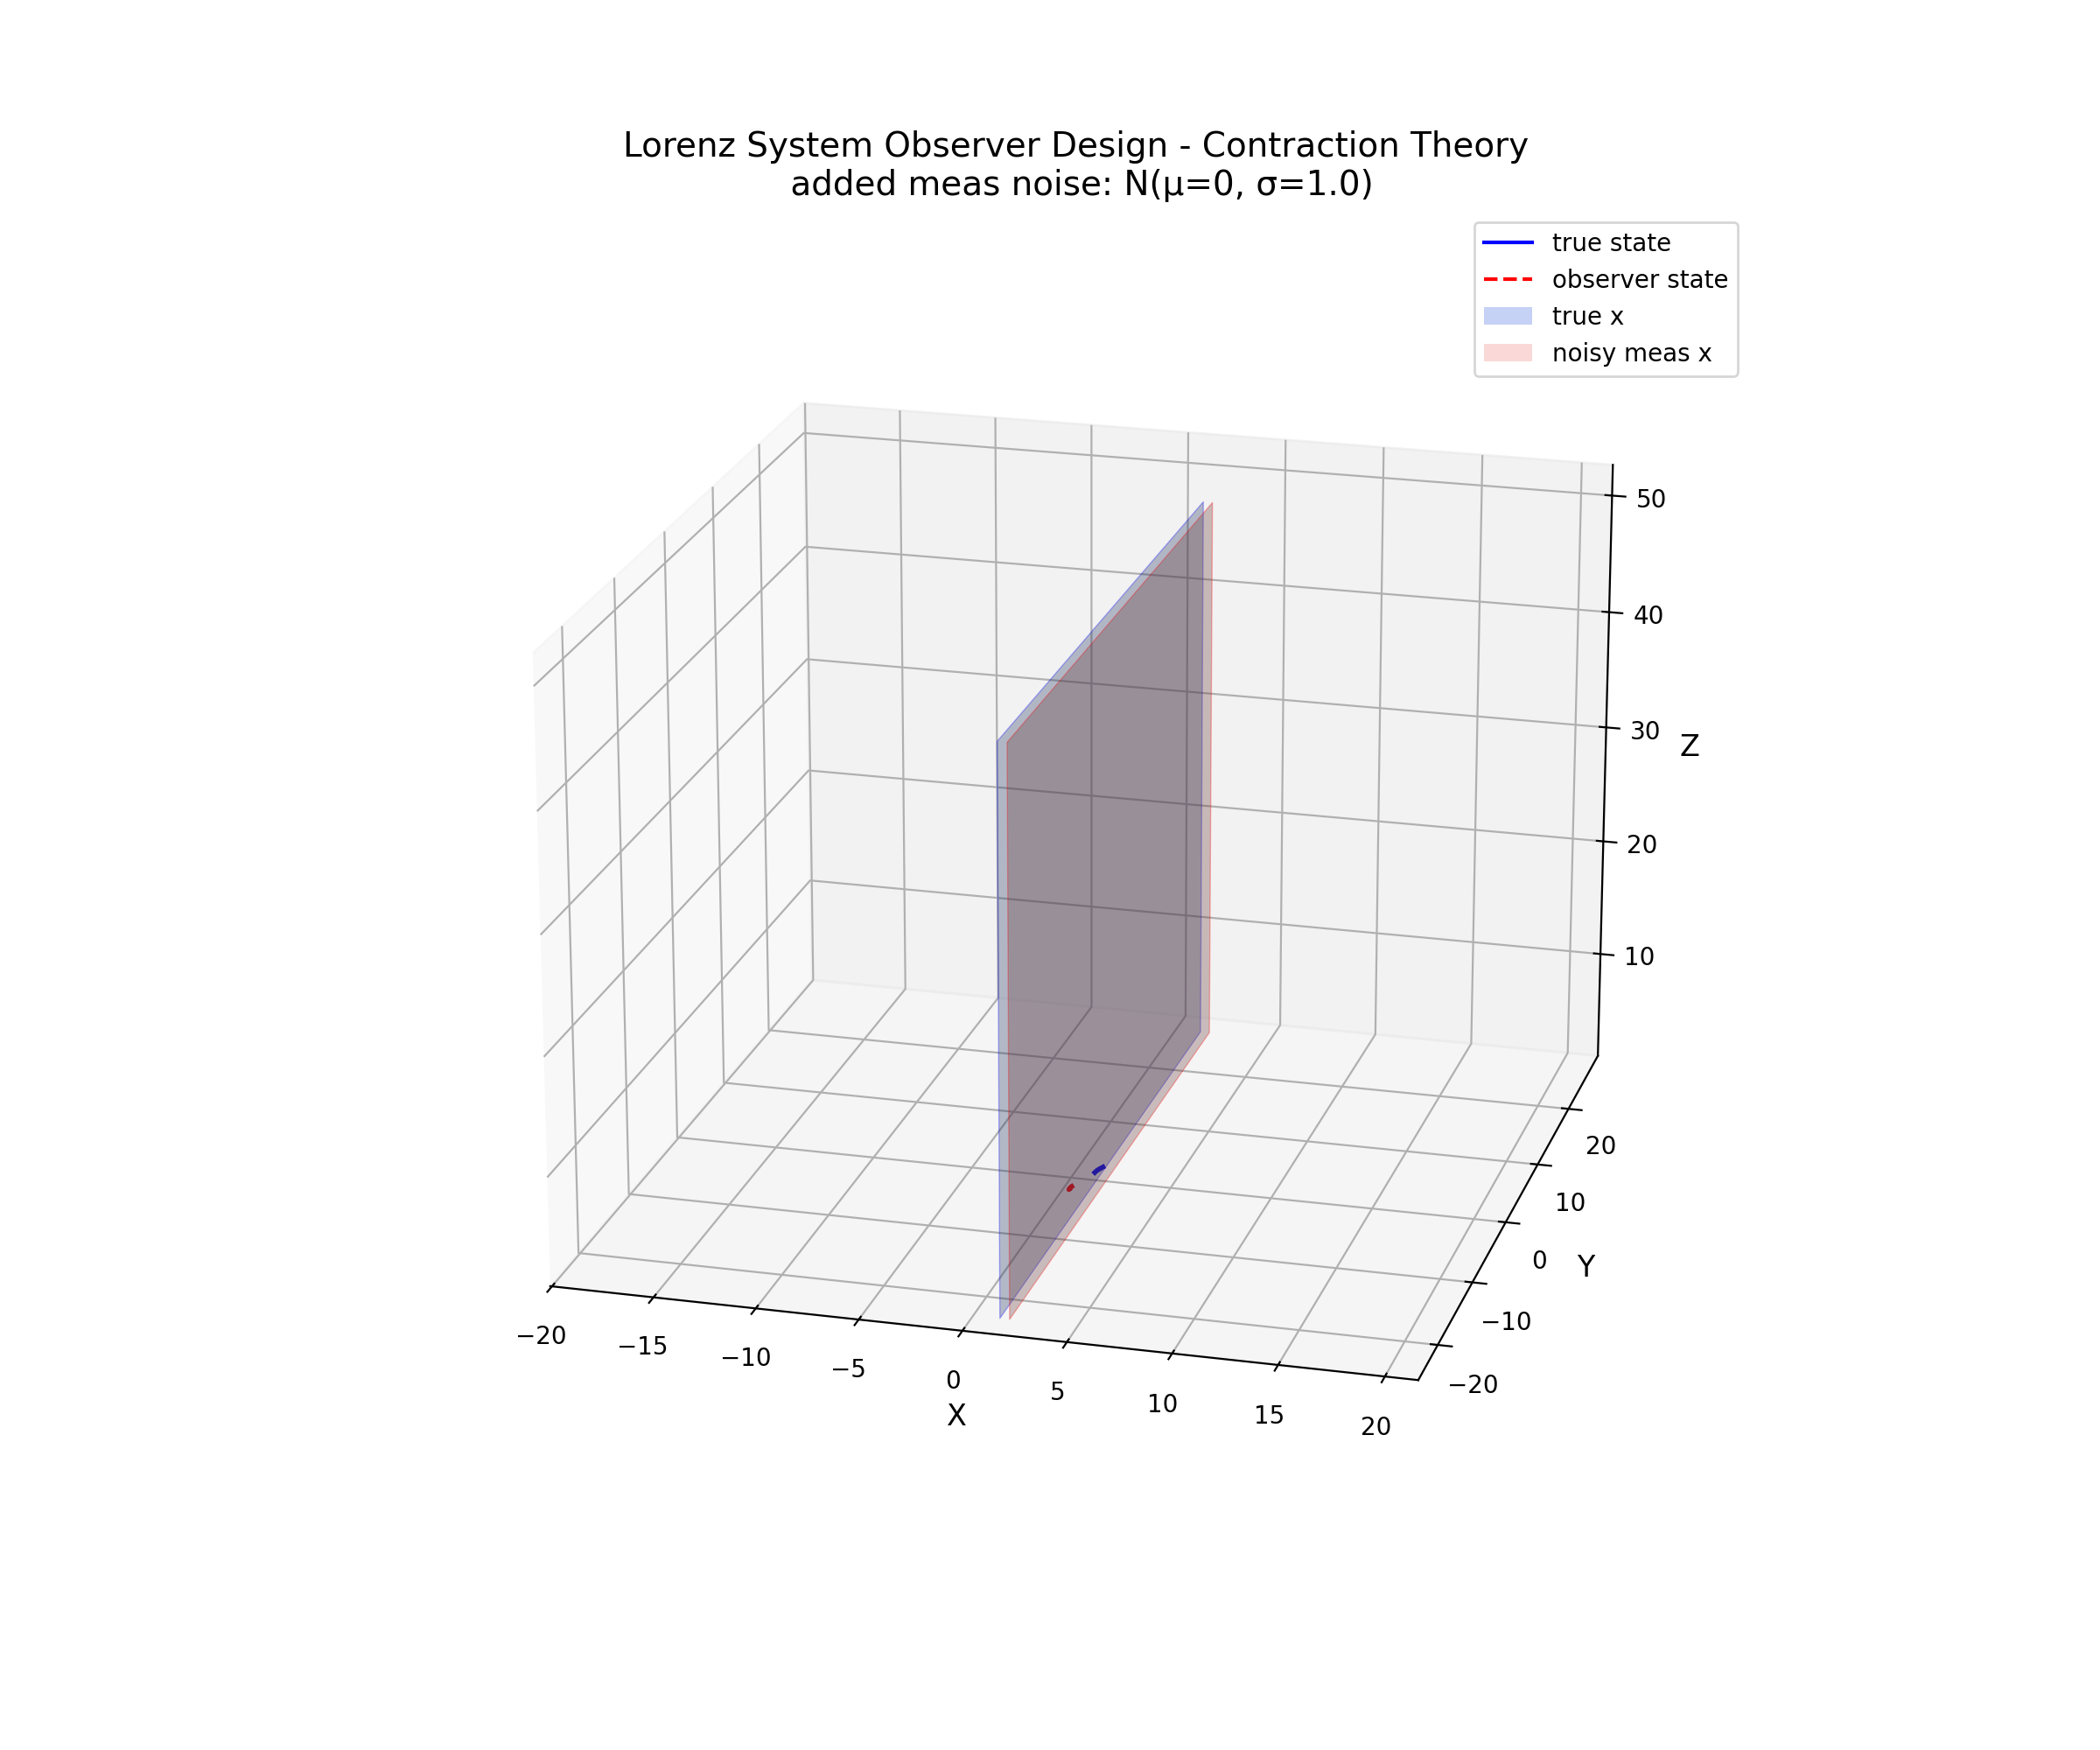 Lorenz System Observer Design - Contraction Theory
added meas noise: N(μ=0, σ=1.0)
true state
observer state
true x
noisy meas x
50
40
30
Z
20
10
20
10
0
Y
−10
−20
−20
−15
−10
−5
0
5
10
15
20
X